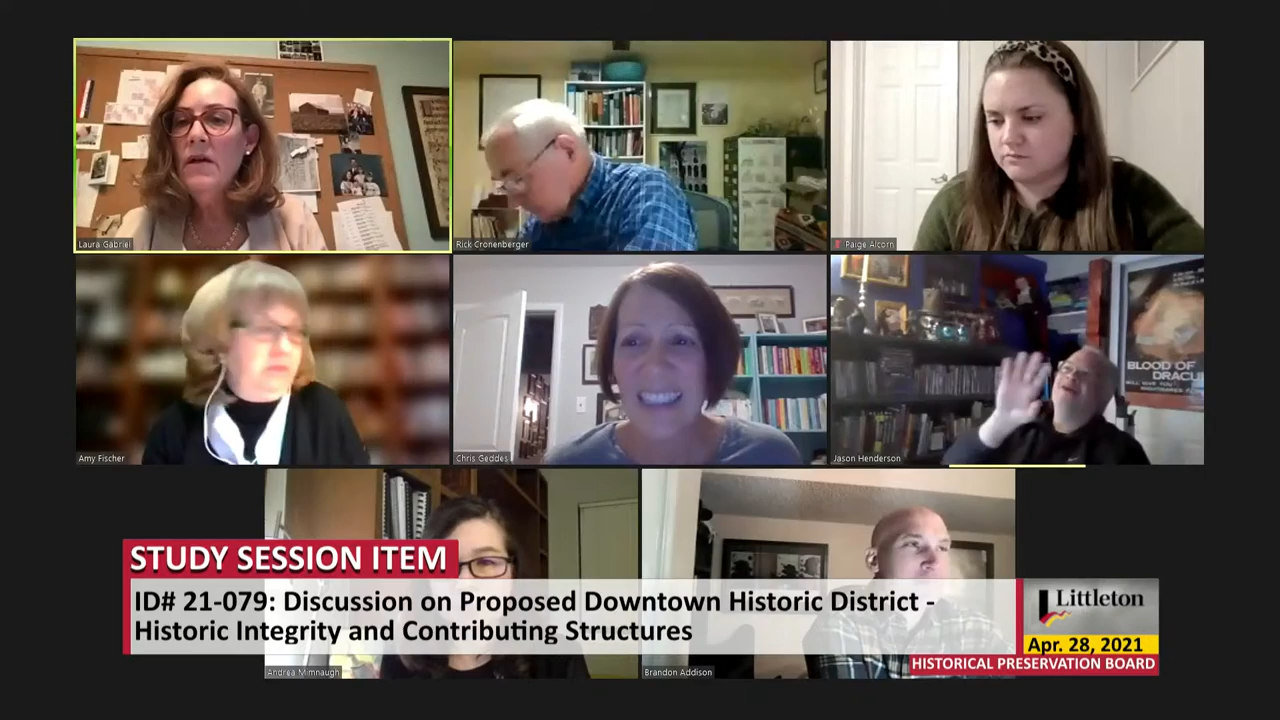 Laura Gabriel
Rick Cronenberger
Paige Alcorn
BLOOD OF
DRACU
Amy Fischer
Chris Geddes
Jason Henderson
STUDY SESSION ITEM
ID# 21-079: Discussion on Proposed Downtown Historic District -
Historic Integrity and Contributing Structures
Littleton
Apr. 28, 2021
HISTORICAL PRESERVATION BOARD
Andrea Mimnaugh
Brandon Addison